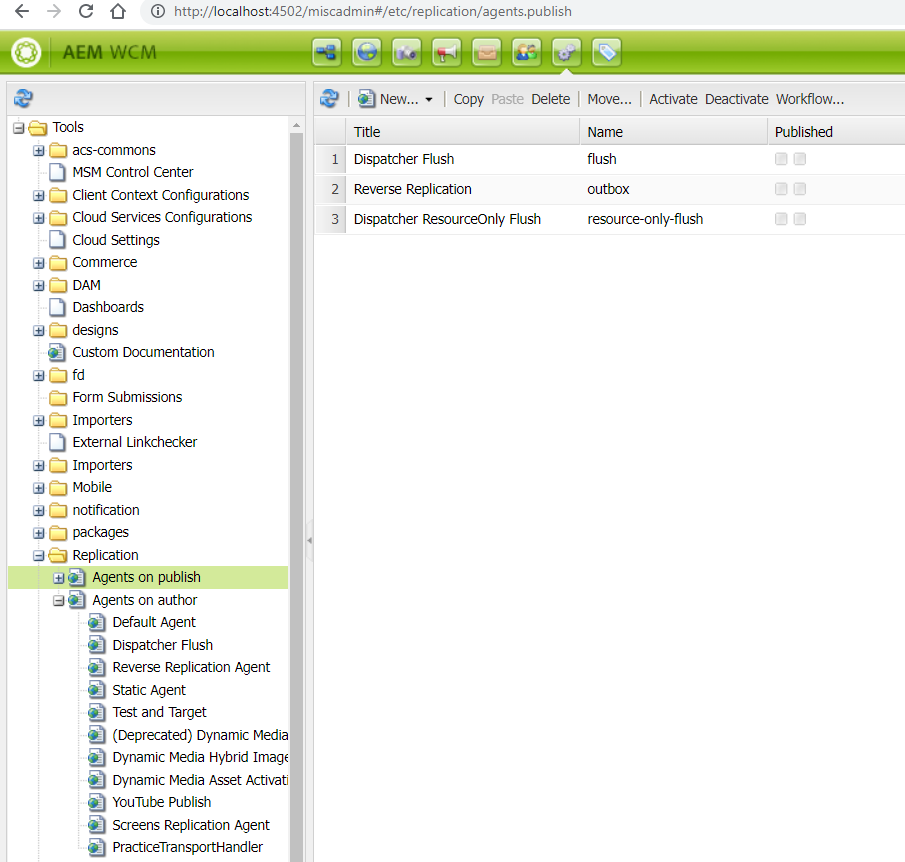 http://localhost:4502/miscadmin#/etc/replication/agents.publish
AEM WCM
New... Copy Paste Delete Move... Activate Deactivate Workflow...
Title Name Published
1 Dispatcher Flush flush
2 Reverse Replication outbox
3 Dispatcher ResourceOnly Flush resource-only-flush
Tools
acs-commons
MSM Control Center
Client Context Configurations
Cloud Services Configurations
Cloud Settings
Commerce
DAM
Dashboards
designs
Custom Documentation
fd
Form Submissions
Importers
External Linkchecker
Importers
Mobile
notification
packages
Replication
Agents on publish
Agents on author
Default Agent
Dispatcher Flush
Reverse Replication Agent
Static Agent
Test and Target
(Deprecated) Dynamic Media
Dynamic Media Hybrid Image
Dynamic Media Asset Activati
YouTube Publish
Screens Replication Agent
PracticeTransportHandler